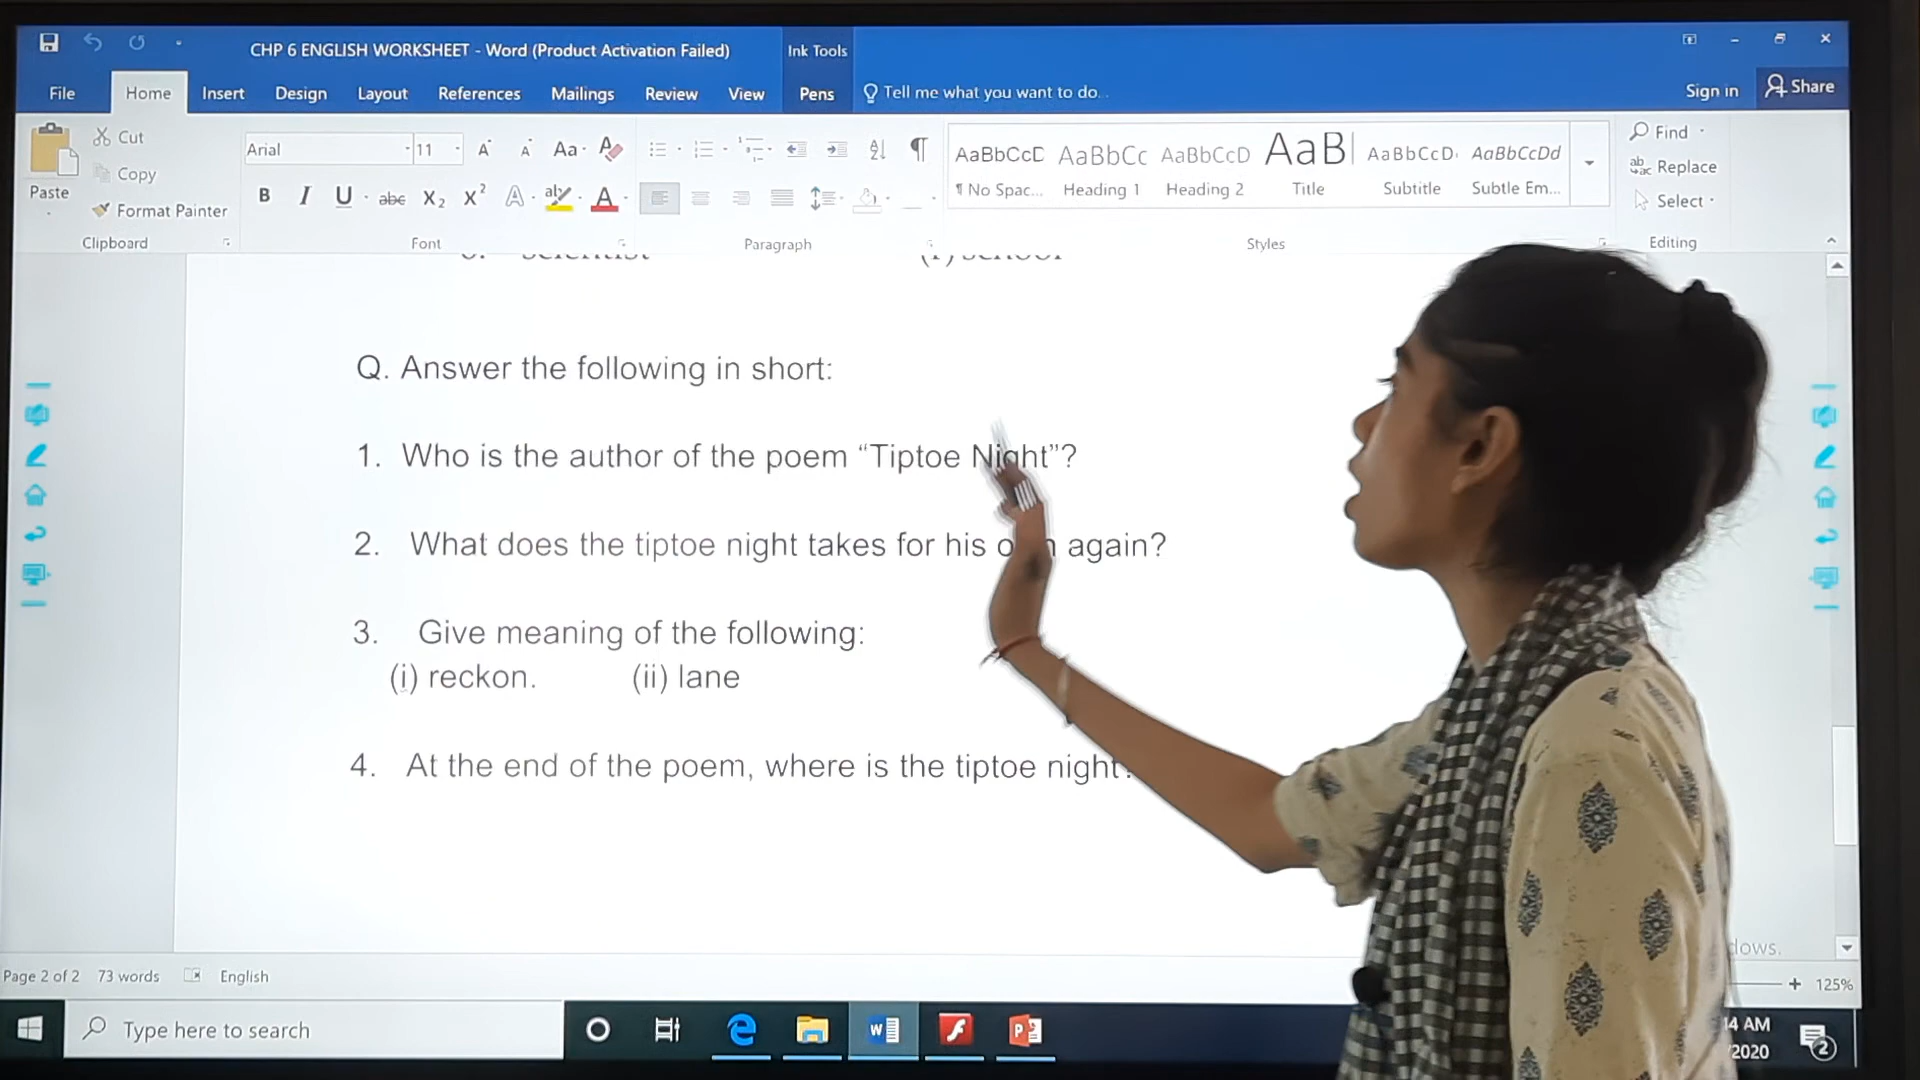 CHP 6 ENGLISH WORKSHEET - Word (Product Activation Failed)
Ink Tools
File
Home
Insert
Design
Layout
References
Mailings
Review
View
Pens
Tell me what you want to do...
Sign in
Share
Paste
Cut
Copy
Format Painter
Clipboard
Arial
11
Font
Paragraph
AaBbCcD
¶ No Spac...
AaBbCc
Heading 1
AaBbCcD
Heading 2
AaB
Title
AaBbCcD
Subtitle
AaBbCcDd
Subtle Em...
Styles
Find
Replace
Select
Editing
Q. Answer the following in short:
1. Who is the author of the poem “Tiptoe Night”?
2. What does the tiptoe night takes for his again?
3. Give meaning of the following:
(i) reckon. (ii) lane
4. At the end of the poem, where is the tiptoe night
Page 2 of 2
73 words
English
125%
Type here to search
4 AM
/2020
2